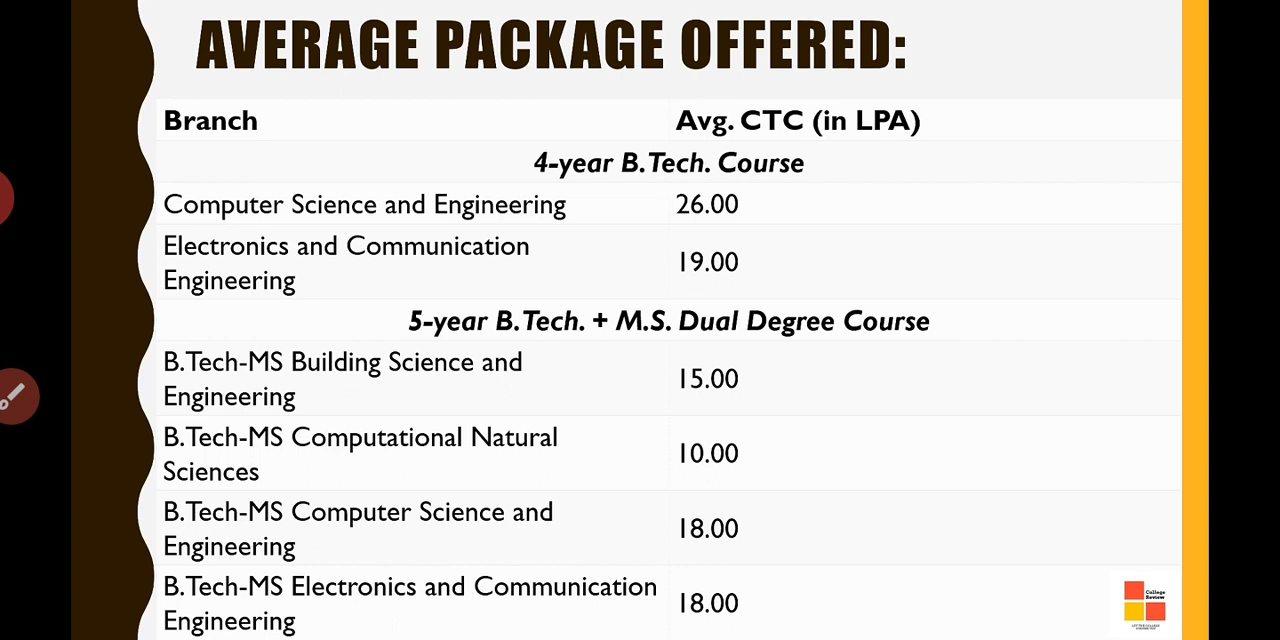 AVERAGE PACKAGE OFFERED:
Branch Avg. CTC (in LPA)
4-year B.Tech. Course
Computer Science and Engineering 26.00
Electronics and Communication
Engineering 19.00
5-year B.Tech. + M.S. Dual Degree Course
B.Tech-MS Building Science and
Engineering 15.00
B.Tech-MS Computational Natural
Sciences 10.00
B.Tech-MS Computer Science and
Engineering 18.00
B.Tech-MS Electronics and Communication
Engineering 18.00
College
Review